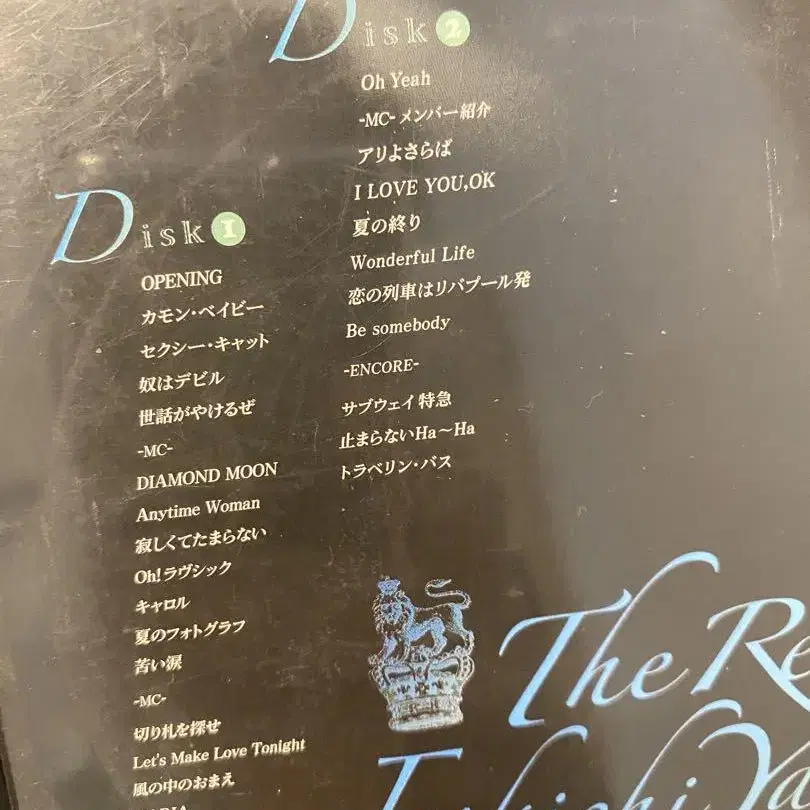 Disk 1
OPENING
カモン・ベイビー
セクシー・キャット
奴はデビル
世話がやけるぜ
-MC-
DIAMOND MOON
Anytime Woman
寂しくてたまらない
Oh!ラヴシック
キャロル
夏のフォトグラフ
苦い涙
-MC-
切り札を探せ
Let's Make Love Tonight
風の中のおまえ
Disk 2
Oh Yeah
-MC-メンバー紹介
アリよさらば
I LOVE YOU,OK
夏の終り
Wonderful Life
恋の列車はリバプール発
Be somebody
-ENCORE-
サブウェイ特急
止まらないHa〜Ha
トラベリン・バス
The Re